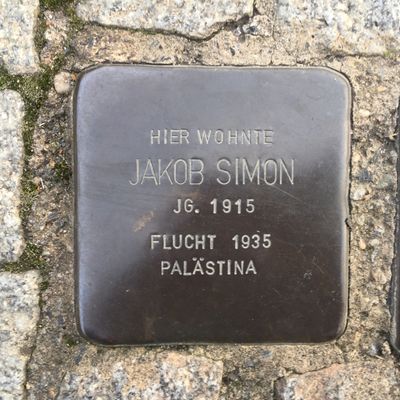 HIER WOHNTE
JAKOB SIMON
JG. 1915
FLUCHT 1935
PALÄSTINA